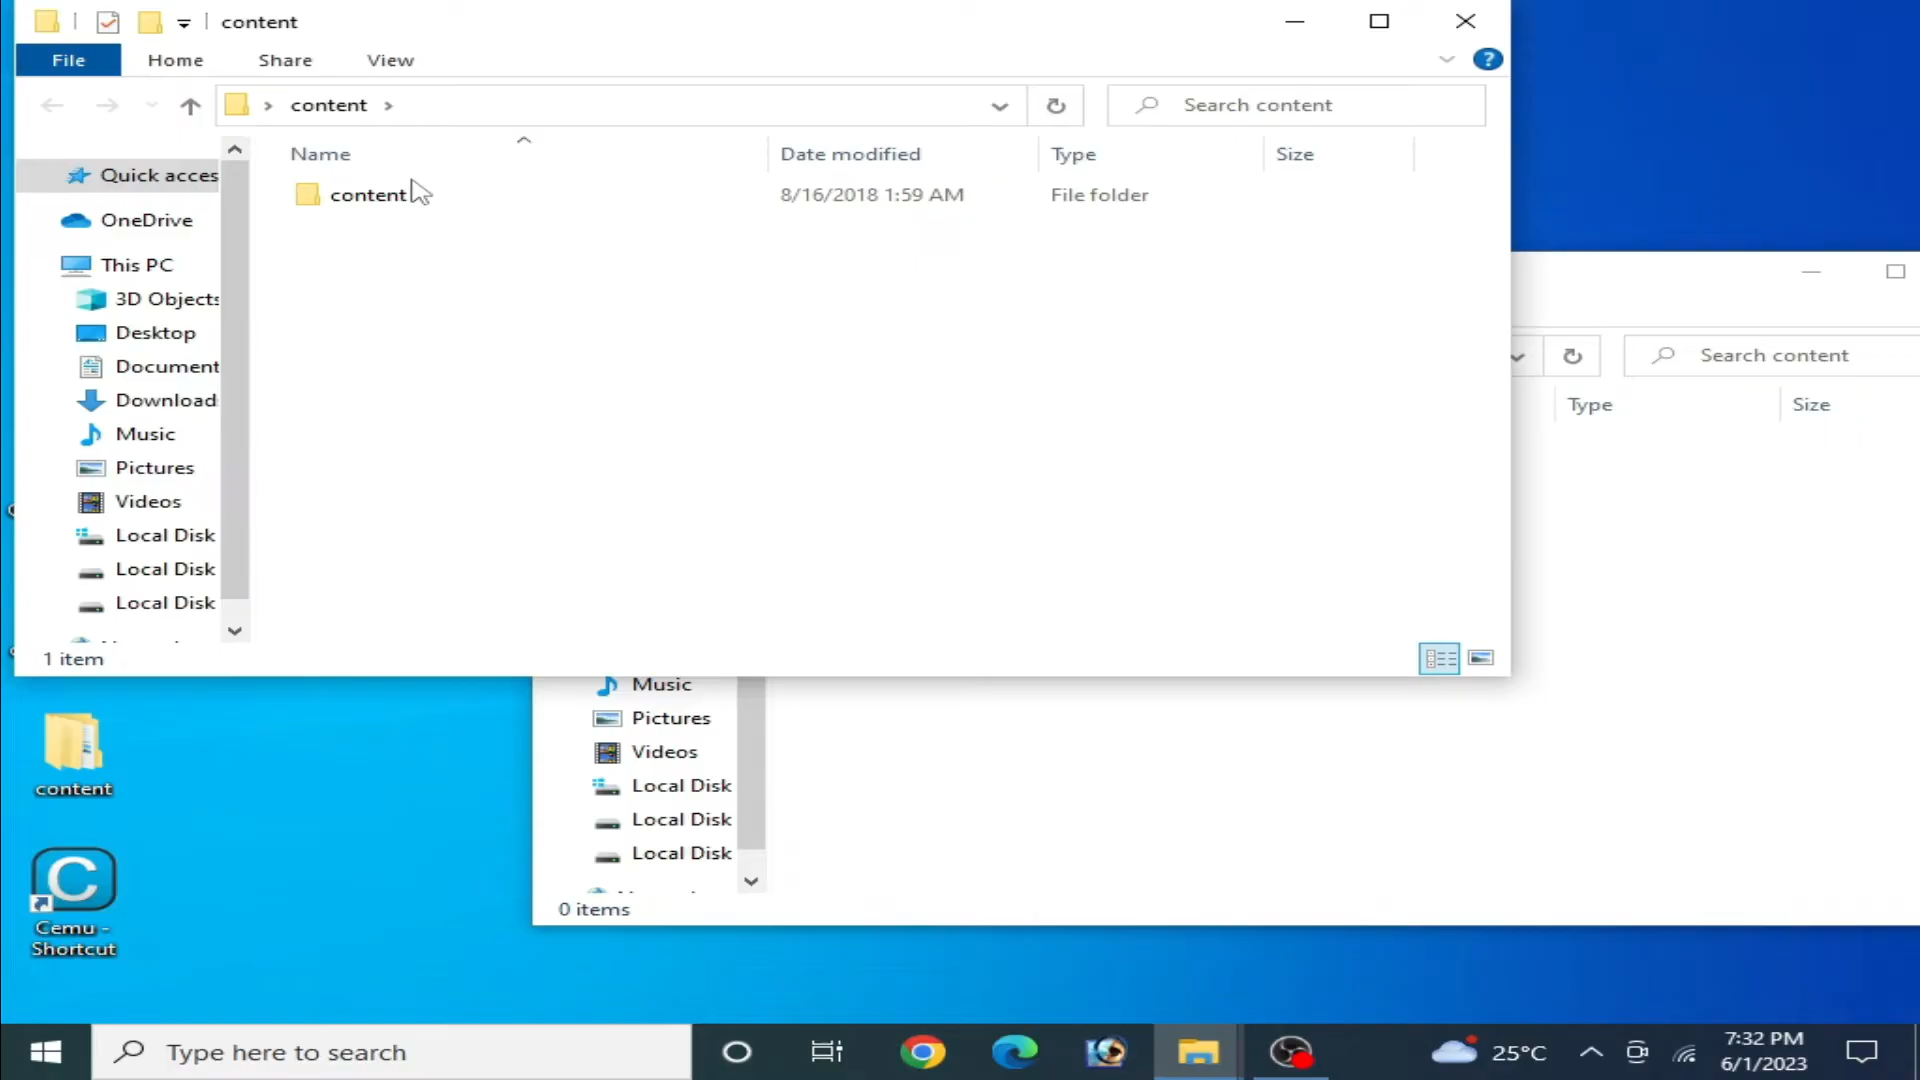 content
File Home Share View
content
Search content
Name Date modified Type Size
content 8/16/2018 1:59 AM File folder
Quick acces
OneDrive
This PC
3D Objects
Desktop
Document
Download
Music
Pictures
Videos
Local Disk
Local Disk
Local Disk
1 item
Search content
Type Size
Music
Pictures
Videos
Local Disk
Local Disk
Local Disk
0 items
content
Cemu -
Shortcut
Type here to search
25°C
7:32 PM
6/1/2023